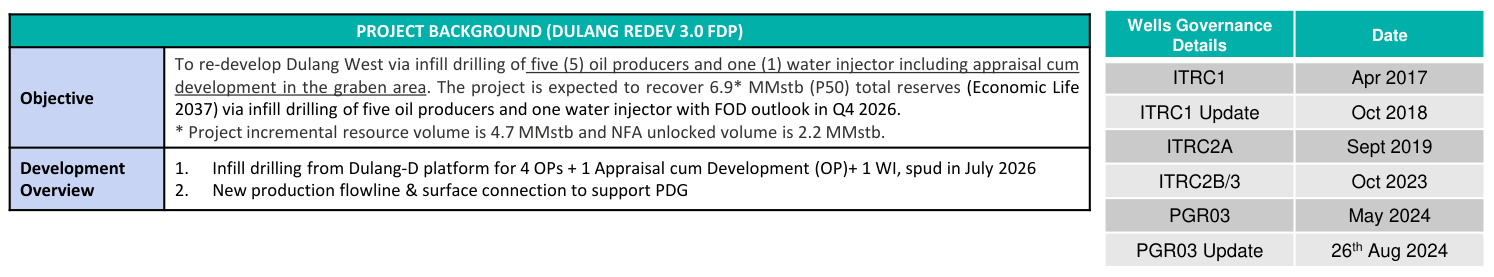 PROJECT BACKGROUND (DULANG REDEV 3.0 FDP)
Objective
To re-develop Dulang West via infill drilling of five (5) oil producers and one (1) water injector including appraisal cum
development in the graben area. The project is expected to recover 6.9* MMstb (P50) total reserves (Economic Life
2037) via infill drilling of five oil producers and one water injector with FOD outlook in Q4 2026.
* Project incremental resource volume is 4.7 MMstb and NFA unlocked volume is 2.2 MMstb.
Development
Overview
1. Infill drilling from Dulang-D platform for 4 OPs + 1 Appraisal cum Development (OP)+ 1 WI, spud in July 2026
2. New production flowline & surface connection to support PDG
Wells Governance
Details
Date
ITRC1 Apr 2017
ITRC1 Update Oct 2018
ITRC2A Sept 2019
ITRC2B/3 Oct 2023
PGR03 May 2024
PGR03 Update 26th Aug 2024